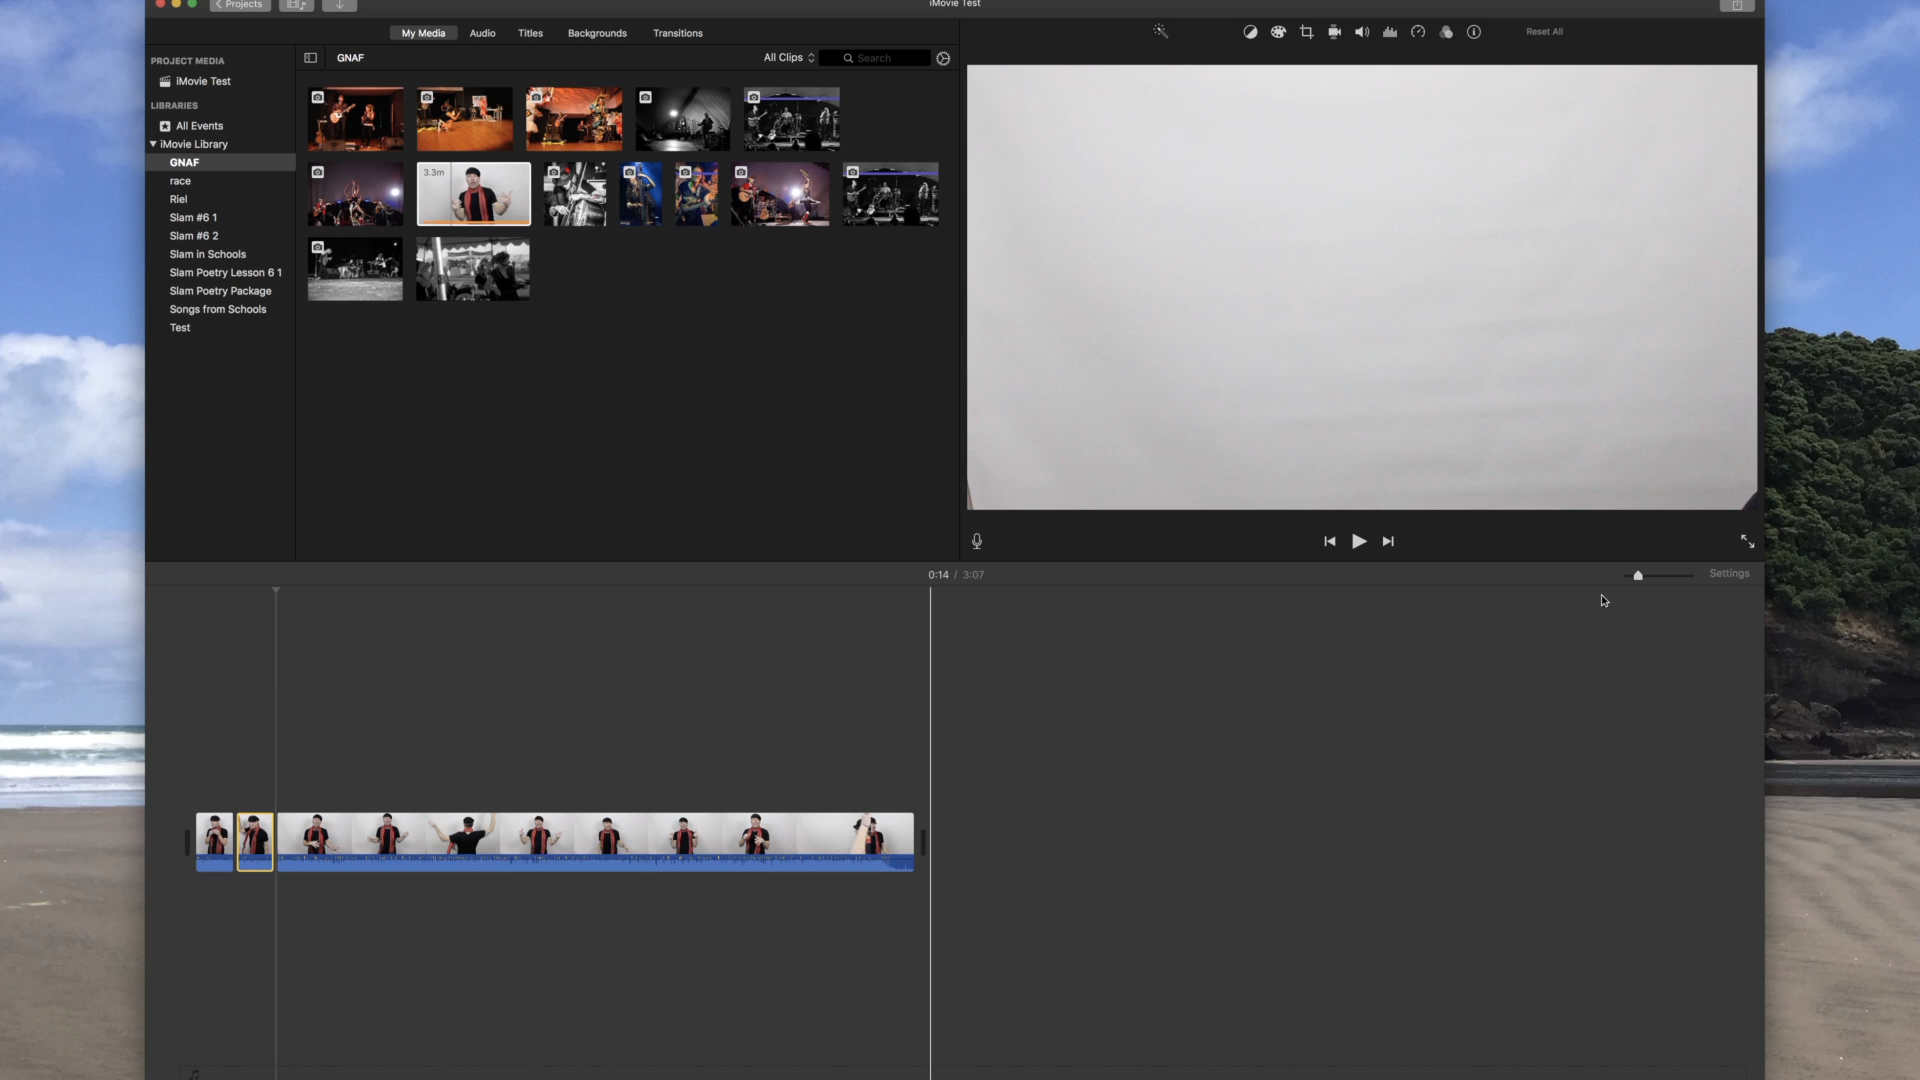 Projects
iMovie Test
My Media
Audio
Titles
Backgrounds
Transitions
Reset All
PROJECT MEDIA
iMovie Test
LIBRARIES
All Events
iMovie Library
GNAF
race
Riel
Slam #6 1
Slam #6 2
Slam in Schools
Slam Poetry Lesson 6 1
Slam Poetry Package
Songs from Schools
Test
GNAF
All Clips
Search
3.3m
0:14 / 3:07
Settings